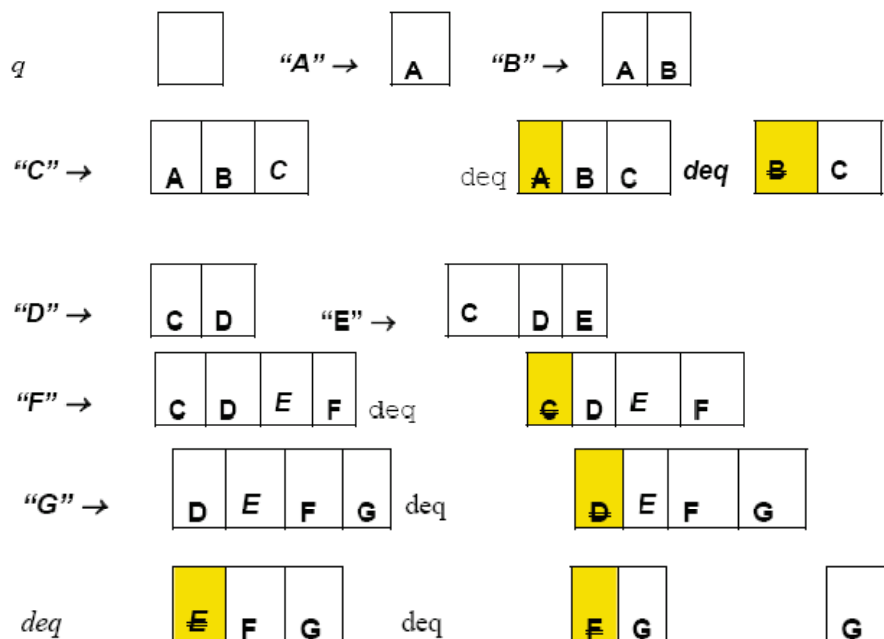 q “A” → A “B” → A B
“C” → A B C deq A B C deq B C
“D” → C D “E” → C D E
“F” → C D E F deq C D E F
“G” → D E F G deq D E F G
deq E F G deq F G G